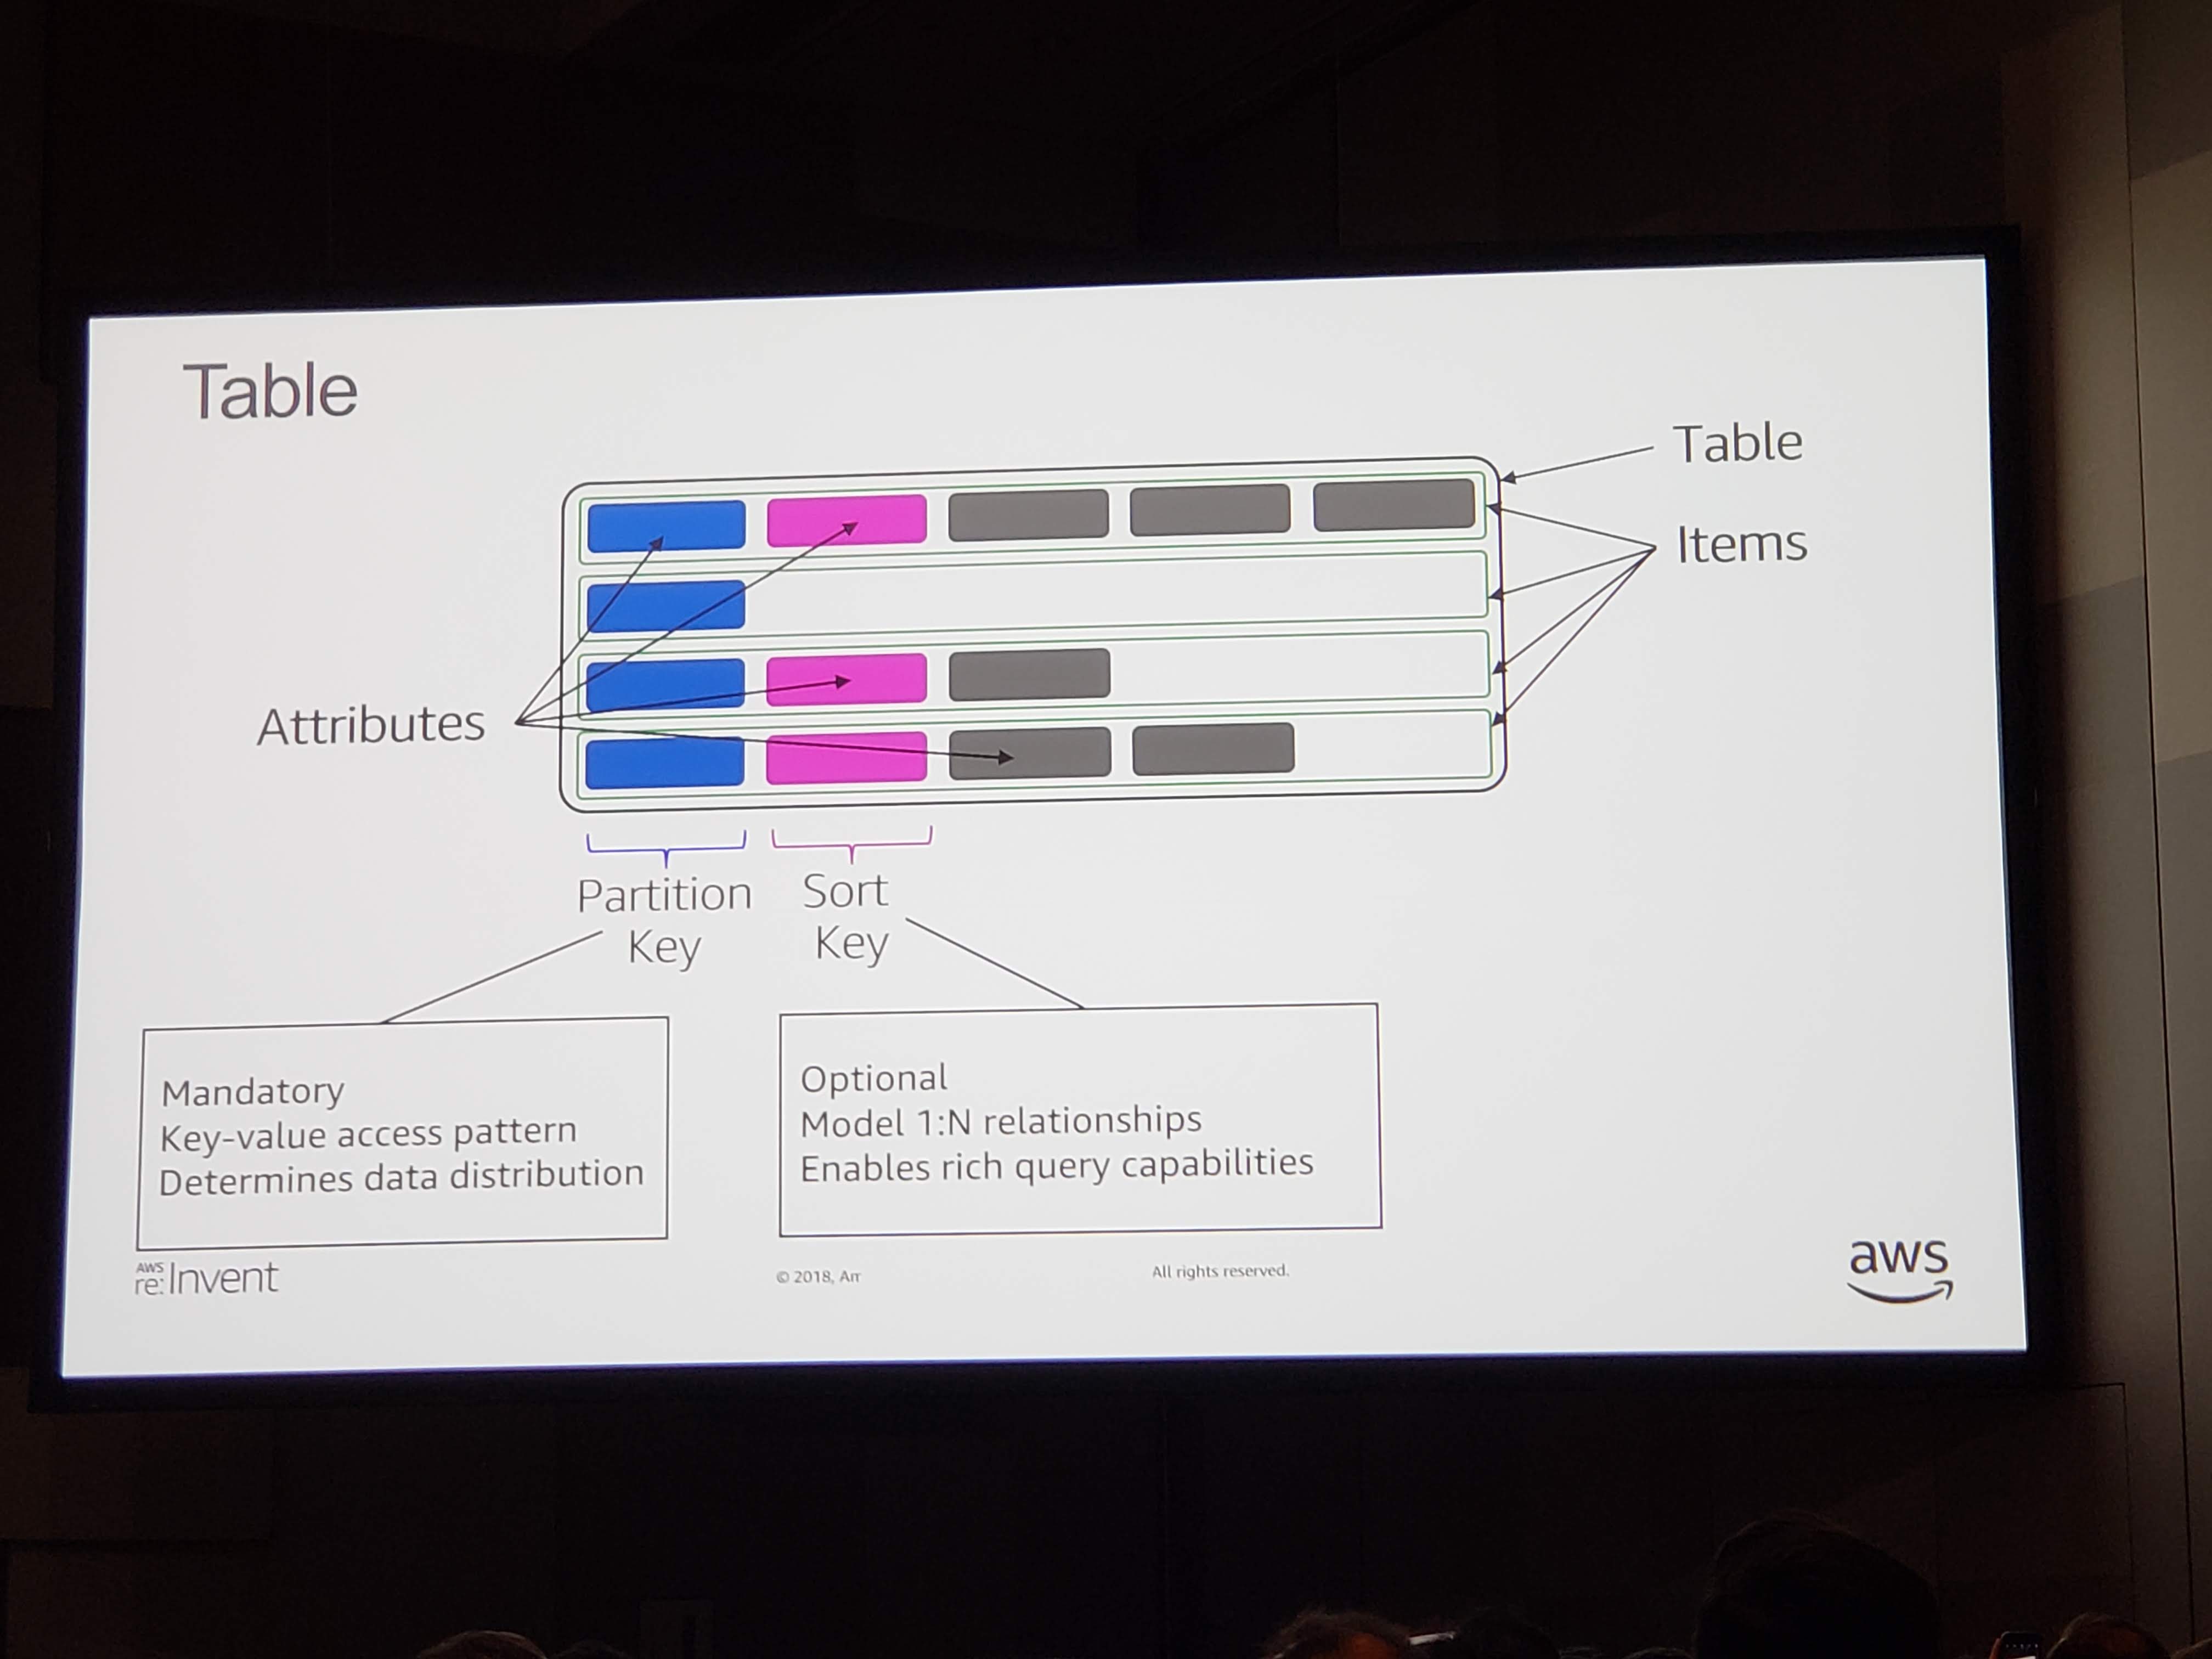 Table
Table
Items
Attributes
Partition
Key
Sort
Key
Mandatory
Key-value access pattern
Determines data distribution
Optional
Model 1:N relationships
Enables rich query capabilities
AWS
re:Invent
© 2018,
All rights reserved.
aws